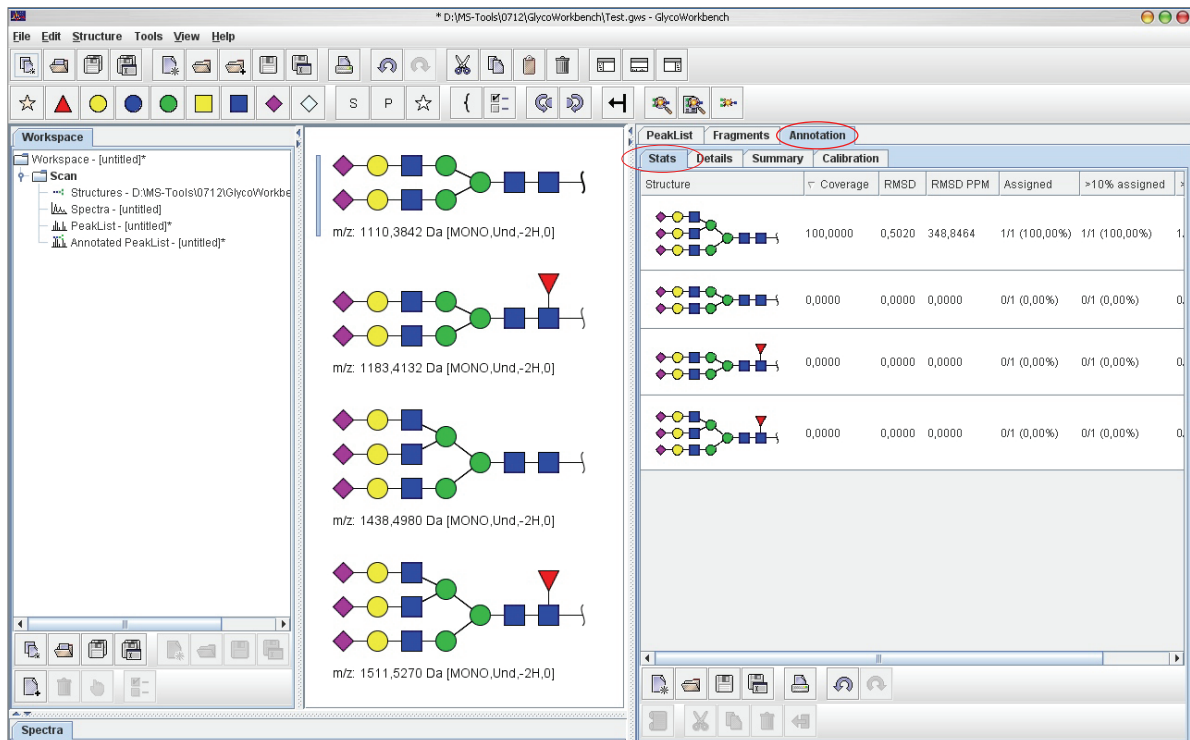 * D:\MS-Tools\0712\GlycoWorkbench\Test.gws - GlycoWorkbench
File Edit Structure Tools View Help
S P
Workspace
Workspace - [untitled]*
Scan
Structures - D:\MS-Tools\0712\GlycoWorkbe
Spectra - [untitled]
PeakList - [untitled]*
Annotated PeakList - [untitled]*
m/z: 1110,3842 Da [MONO,Und,-2H,0]
m/z: 1183,4132 Da [MONO,Und,-2H,0]
m/z: 1438,4980 Da [MONO,Und,-2H,0]
m/z: 1511,5270 Da [MONO,Und,-2H,0]
PeakList Fragments Annotation
Stats Details Summary Calibration
Structure Coverage RMSD RMSD PPM Assigned >10% assigned >
100,0000 0,5020 348,8464 1/1 (100,00%) 1/1 (100,00%) 1.
0,0000 0,0000 0,0000 0/1 (0,00%) 0/1 (0,00%) 0.
0,0000 0,0000 0,0000 0/1 (0,00%) 0/1 (0,00%) 0.
0,0000 0,0000 0,0000 0/1 (0,00%) 0/1 (0,00%) 0.
Spectra